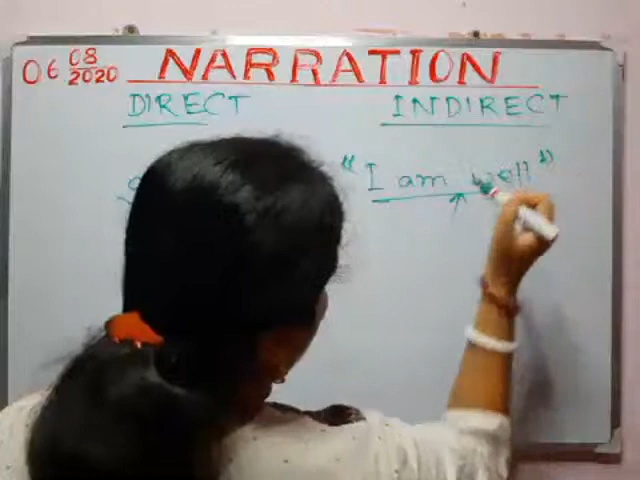 06 08 2020 NARRATION
DIRECT INDIRECT
" I am well "